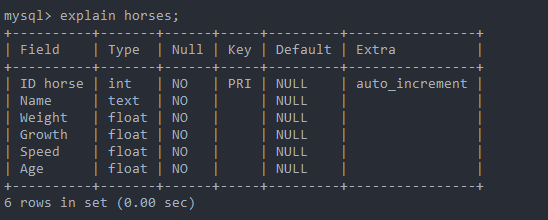 mysql> explain horses;
+----------+-------+------+-----+---------+----------------+
| Field    | Type  | Null | Key | Default | Extra          |
+----------+-------+------+-----+---------+----------------+
| ID horse | int   | NO   | PRI | NULL    | auto_increment |
| Name     | text  | NO   |     | NULL    |                |
| Weight   | float | NO   |     | NULL    |                |
| Growth   | float | NO   |     | NULL    |                |
| Speed    | float | NO   |     | NULL    |                |
| Age      | float | NO   |     | NULL    |                |
+----------+-------+------+-----+---------+----------------+
6 rows in set (0.00 sec)